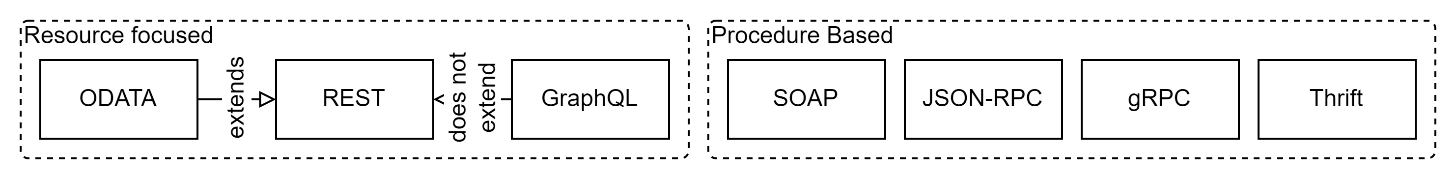 Resource focused
ODATA
extends
REST
does not
extend
GraphQL
Procedure Based
SOAP
JSON-RPC
gRPC
Thrift